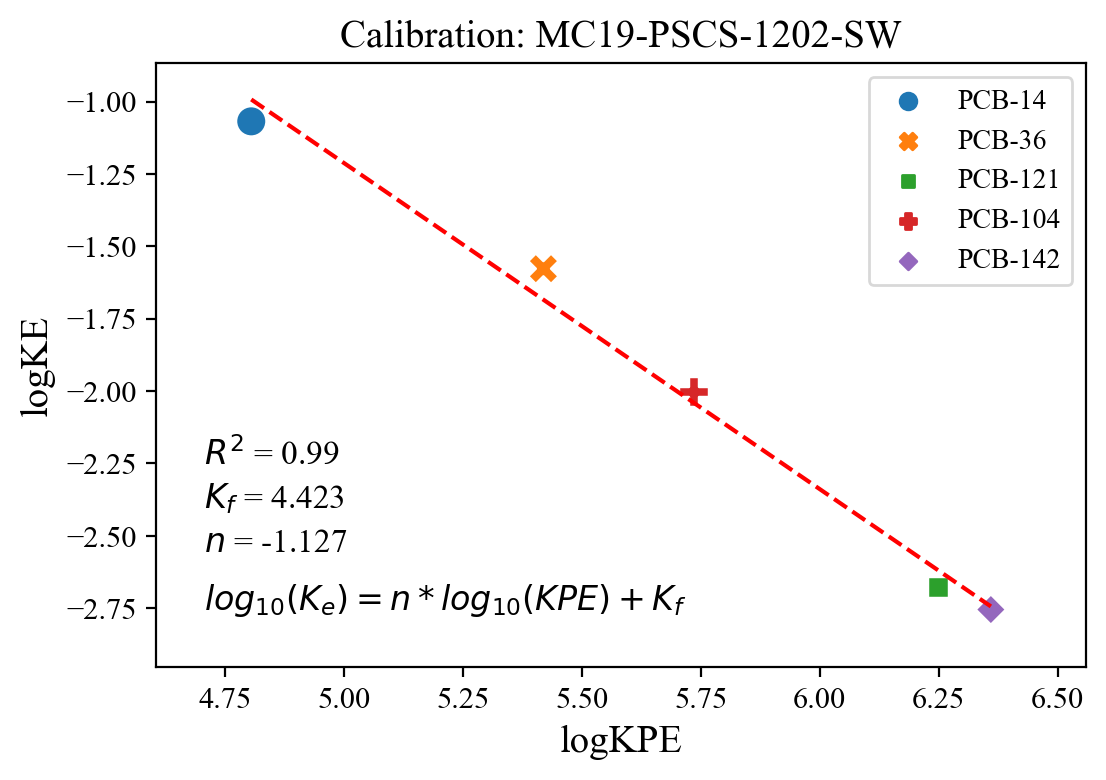 Calibration: MC19-PSCS-1202-SW
PCB-14
PCB-36
PCB-121
PCB-104
PCB-142
logKE
−1.00
−1.25
−1.50
−1.75
−2.00
−2.25
−2.50
−2.75
R² = 0.99
K_f = 4.423
n = -1.127
log₁₀(Kₑ) = n * log₁₀(KPE) + K_f
4.75 5.00 5.25 5.50 5.75 6.00 6.25 6.50
logKPE